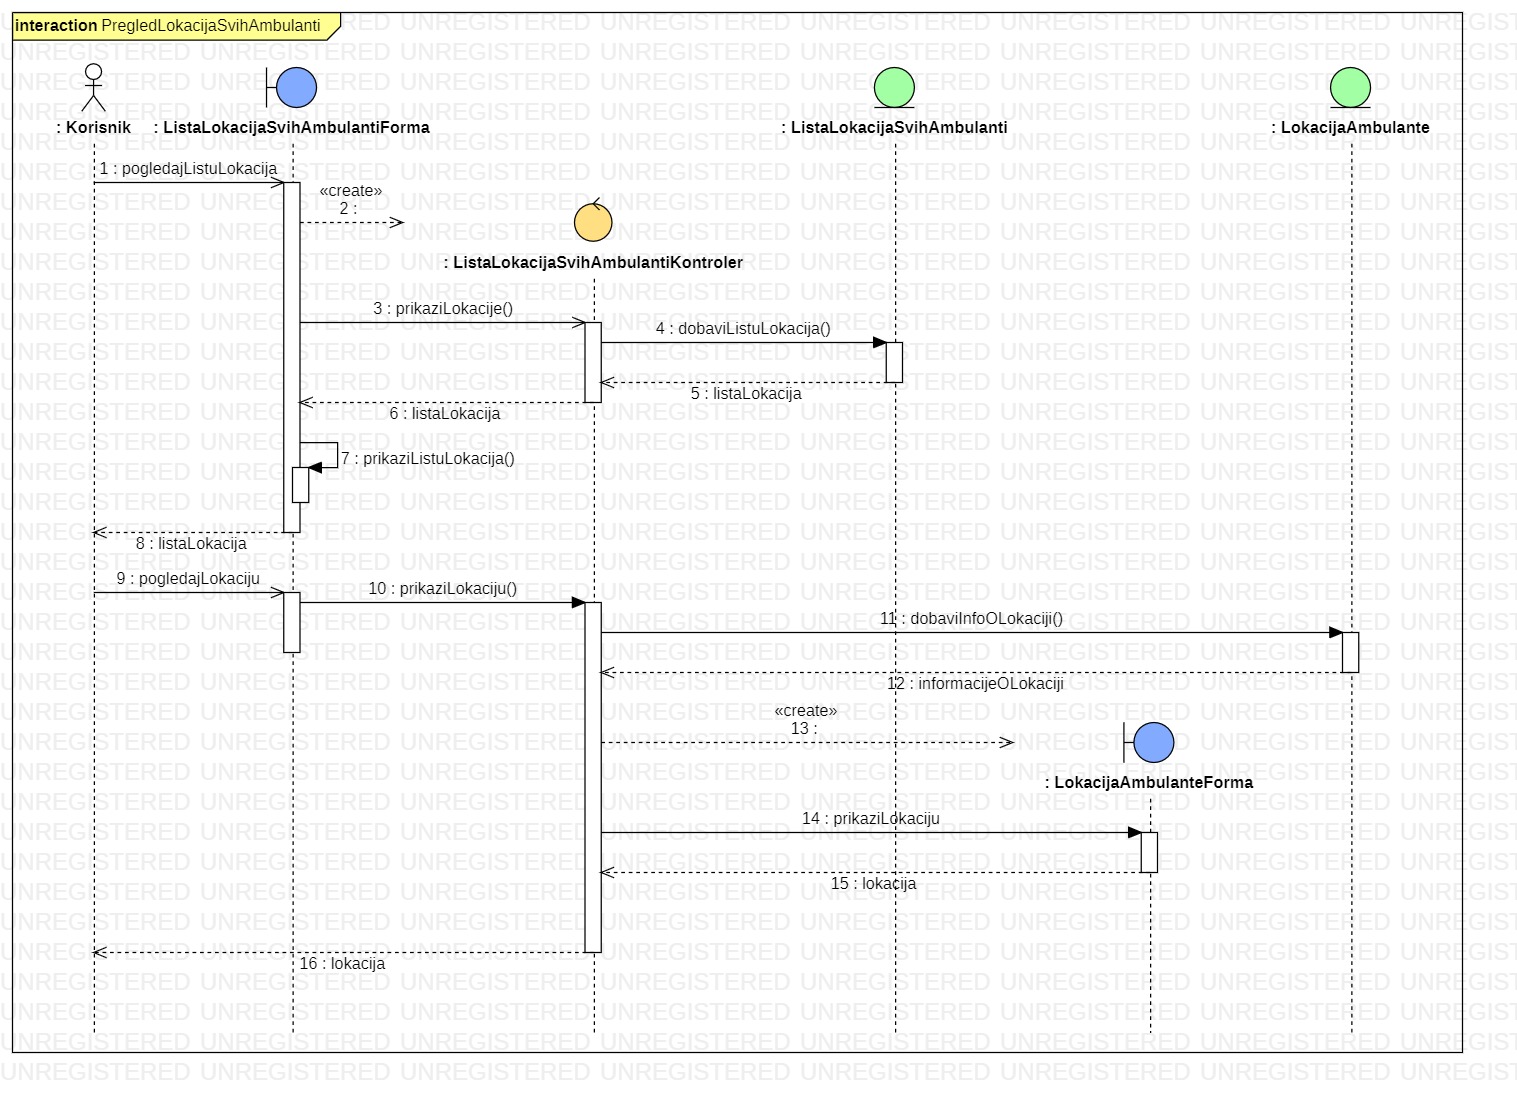 interaction PregledLokacijaSvihAmbulanti
: Korisnik
: ListaLokacijaSvihAmbulantiForma
: ListaLokacijaSvihAmbulanti
: LokacijaAmbulante
1 : pogledajListuLokacija
«create»
2 :
: ListaLokacijaSvihAmbulantiKontroler
3 : prikaziLokacije()
4 : dobaviListuLokacija()
5 : listaLokacija
6 : listaLokacija
7 : prikaziListuLokacija()
8 : listaLokacija
9 : pogledajLokaciju
10 : prikaziLokaciju()
11 : dobaviInfoOLokaciji()
12 : informacijeOLokaciji
«create»
13 :
: LokacijaAmbulanteForma
14 : prikaziLokaciju
15 : lokacija
16 : lokacija
UNREGISTERED UNREGISTERED UNREGISTERED UNREGISTERED UNREGISTERED UNREGISTERED UNREGISTERED